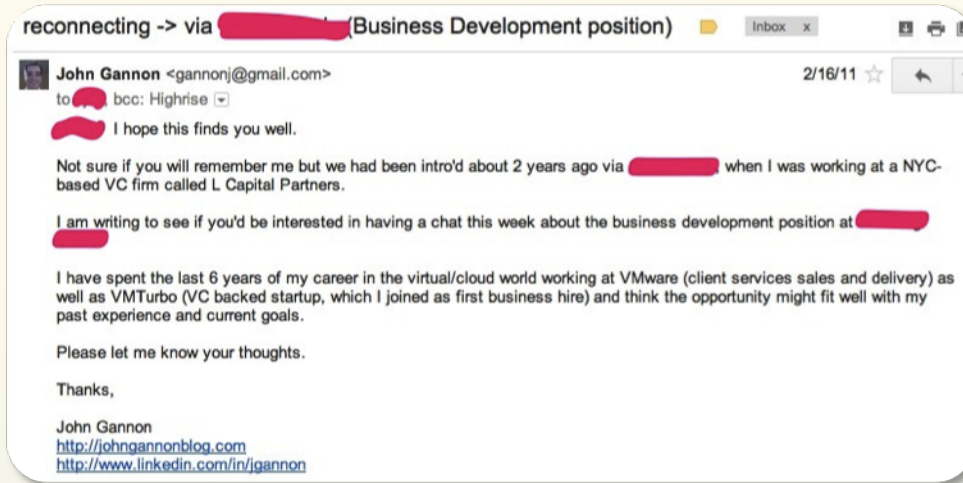 reconnecting -> via (Business Development position) Inbox x
John Gannon <gannonj@gmail.com> 2/16/11
to bcc: Highrise
I hope this finds you well.
Not sure if you will remember me but we had been intro'd about 2 years ago via when I was working at a NYC-
based VC firm called L Capital Partners.
I am writing to see if you'd be interested in having a chat this week about the business development position at
I have spent the last 6 years of my career in the virtual/cloud world working at VMware (client services sales and delivery) as
well as VMTurbo (VC backed startup, which I joined as first business hire) and think the opportunity might fit well with my
past experience and current goals.
Please let me know your thoughts.
Thanks,
John Gannon
http://johngannonblog.com
http://www.linkedin.com/in/jgannon